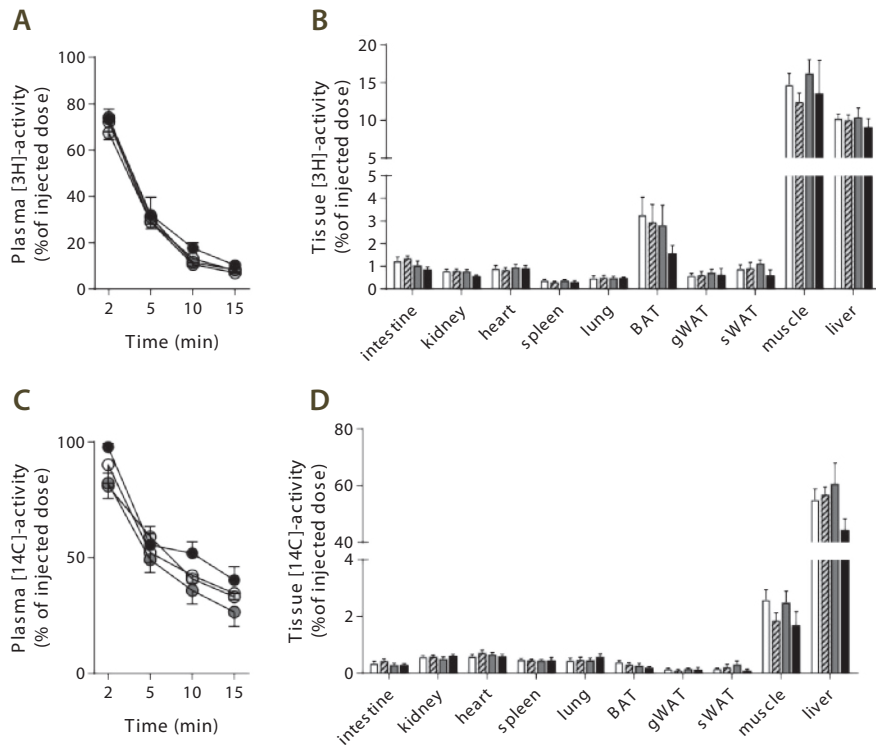 A
Plasma [3H]-activity
(%of injected dose)
100
80
60
40
20
0
2 5 10 15
Time (min)
B
Tissue [3H]-activity
(%of injected dose)
20
15
10
5
5
4
3
2
1
0
intestine
kidney
heart
spleen
lung
BAT
gWAT
sWAT
muscle
liver
C
Plasma [14C]-activity
(% of injected dose)
100
50
0
2 5 10 15
Time (min)
D
Tissue [14C]-activity
(%of injected dose)
80
60
40
4
2
0
intestine
kidney
heart
spleen
lung
BAT
gWAT
sWAT
muscle
liver